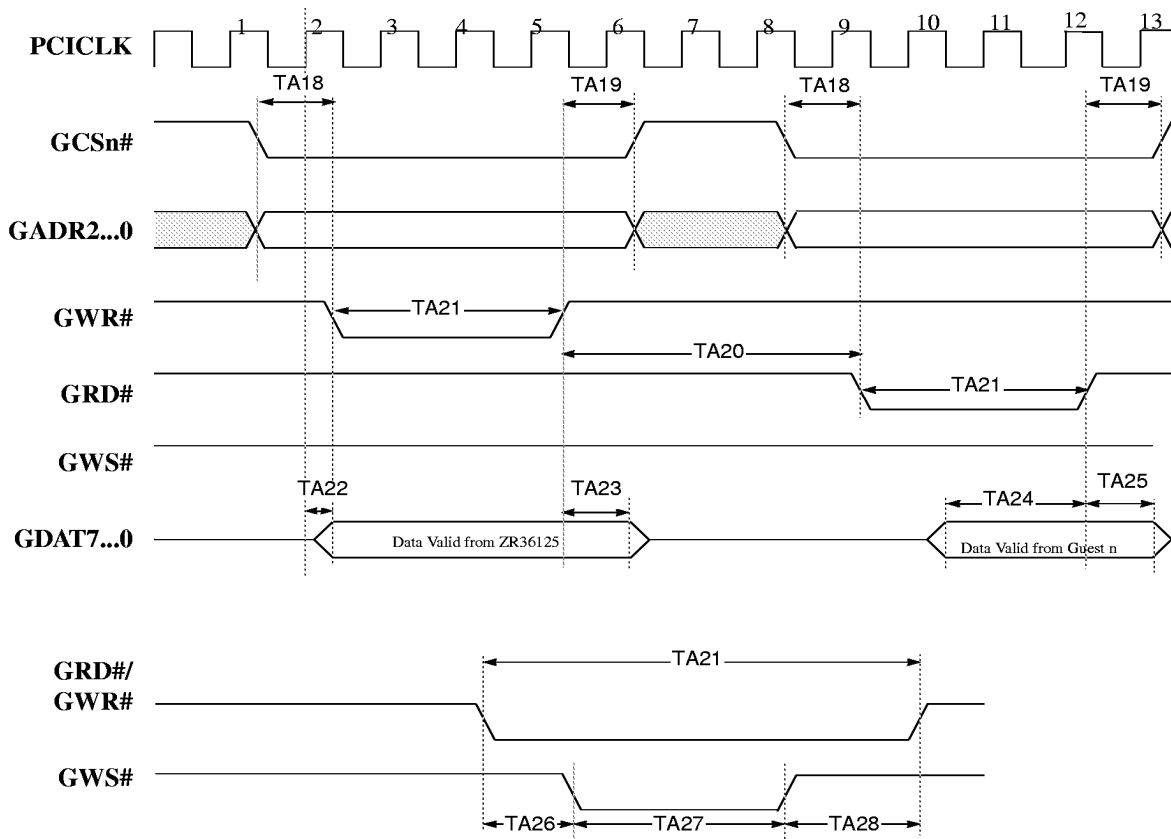 1 2 3 4 5 6 7 8 9 10 11 12 13
PCICLK
TA18 TA19 TA18 TA19
GCSn#
GADR2...0
TA21
GWR#
TA20
GRD# TA21
GWS#
TA22 TA23 TA24 TA25
GDAT7...0 Data Valid from ZR36125 Data Valid from Guest n
GRD#/ TA21
GWR#
GWS#
TA26 TA27 TA28